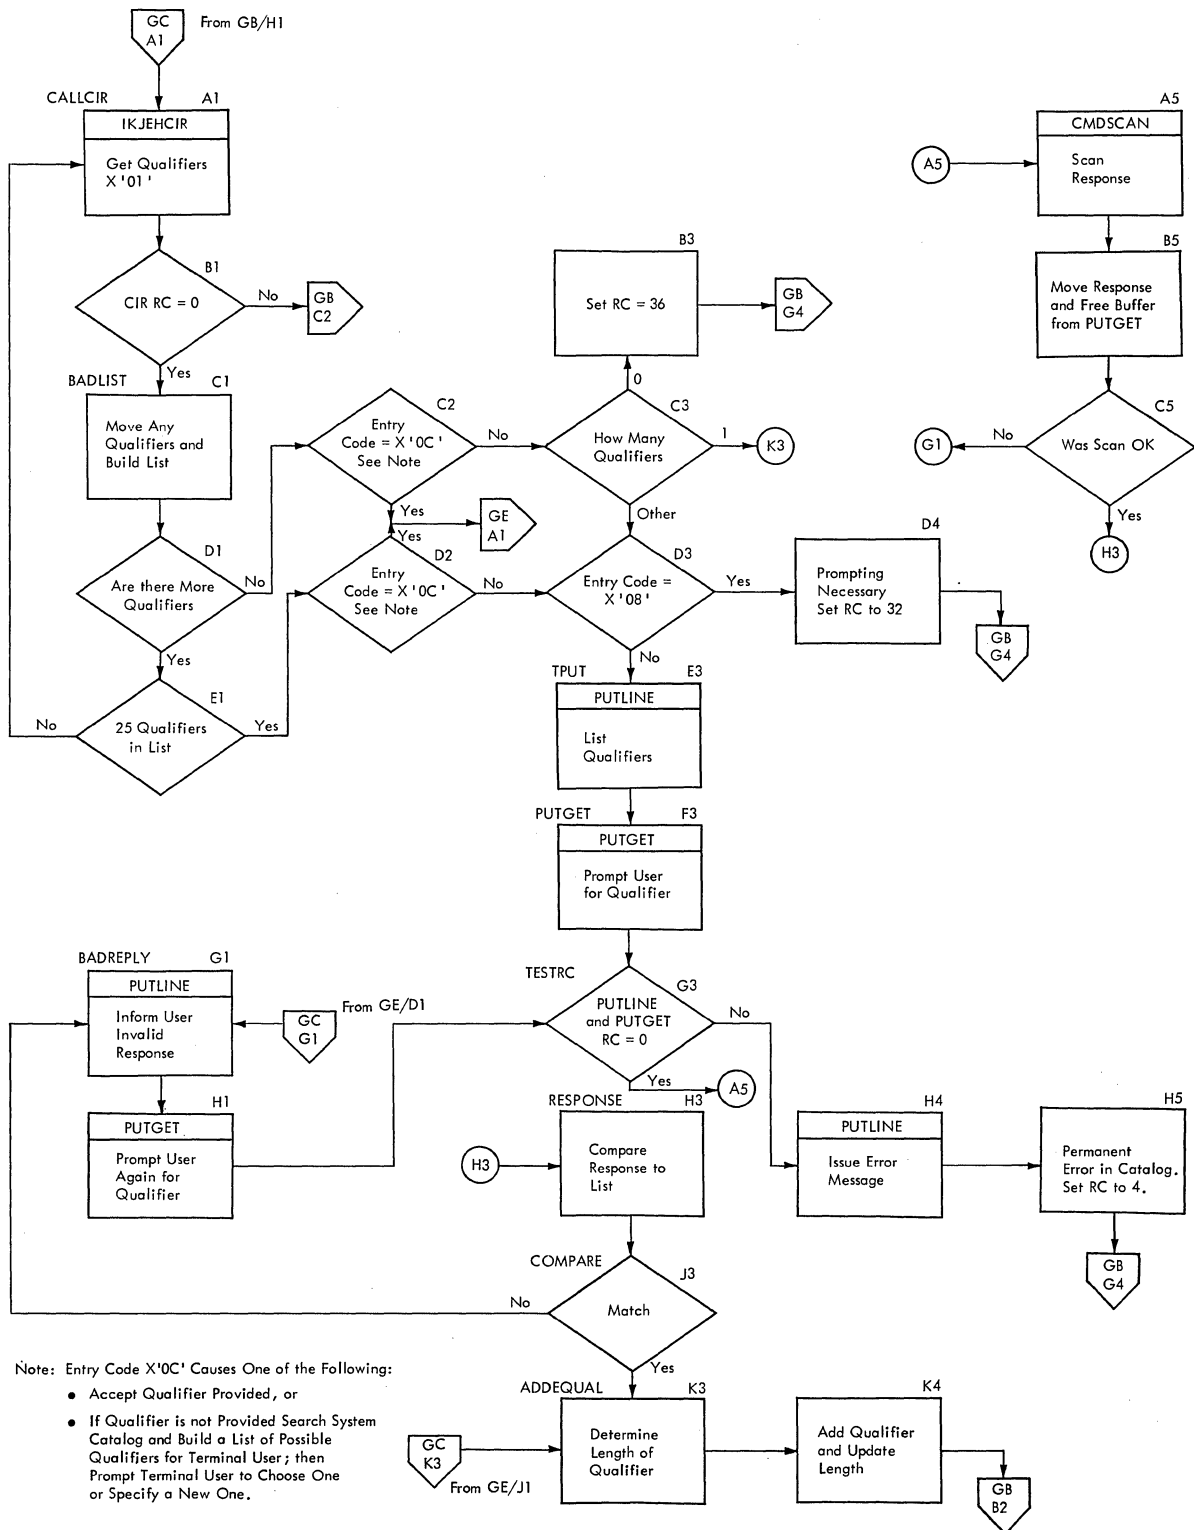 GC
A1
From GB/H1
CALLCIR
A1
IKJEHCIR
Get Qualifiers
X '01'
B1
CIR RC = 0
No
GB
C2
Yes
BADLIST
C1
Move Any
Qualifiers and
Build List
D1
Are there More
Qualifiers
No
Yes
E1
25 Qualifiers
in List
No
Yes
C2
Entry
Code = X '0C'
See Note
No
Yes
GE
A1
Yes
D2
Entry
Code = X '0C'
See Note
No
B3
Set RC = 36
GB
G4
0
C3
How Many
Qualifiers
1
K3
Other
D3
Entry Code =
X '08'
Yes
No
D4
Prompting
Necessary
Set RC to 32
GB
G4
TPUT
E3
PUTLINE
List
Qualifiers
PUTGET
F3
PUTGET
Prompt User
for Qualifier
TESTRC
G3
PUTLINE
and PUTGET
RC = 0
No
Yes
A5
A5
A5
CMDSCAN
Scan
Response
B5
Move Response
and Free Buffer
from PUTGET
C5
Was Scan OK
No
G1
Yes
H3
BADREPLY
G1
PUTLINE
Inform User
Invalid
Response
GC
G1
From GE/D1
H1
PUTGET
Prompt User
Again for
Qualifier
RESPONSE
H3
H3
Compare
Response to
List
H4
PUTLINE
Issue Error
Message
H5
Permanent
Error in Catalog.
Set RC to 4.
GB
G4
COMPARE
J3
Match
No
Yes
ADDEQUAL
K3
Determine
Length of
Qualifier
GC
K3
From GE/J1
K4
Add Qualifier
and Update
Length
GB
B2
Note: Entry Code X'0C' Causes One of the Following:
● Accept Qualifier Provided, or
● If Qualifier is not Provided Search System
Catalog and Build a List of Possible
Qualifiers for Terminal User; then
Prompt Terminal User to Choose One
or Specify a New One.